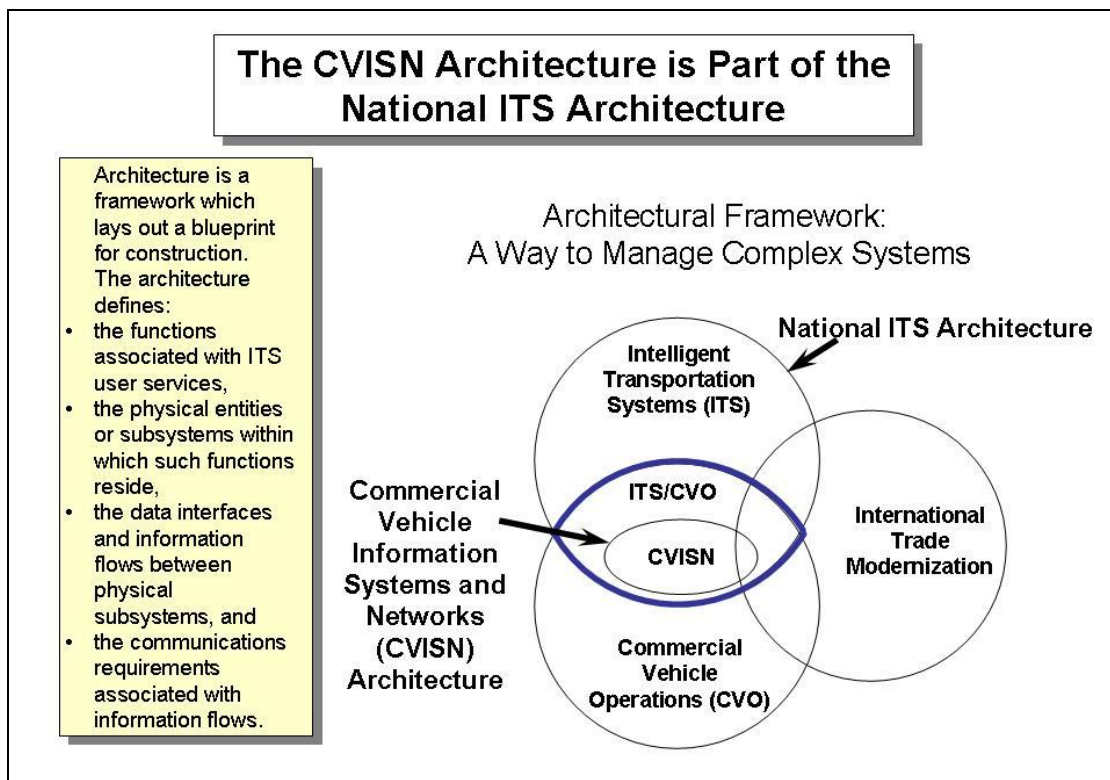 The CVISN Architecture is Part of the
National ITS Architecture
Architecture is a
framework which
lays out a blueprint
for construction.
The architecture
defines:
• the functions
associated with ITS
user services,
• the physical entities
or subsystems within
which such functions
reside,
• the data interfaces
and information
flows between
physical
subsystems, and
• the communications
requirements
associated with
information flows.
Architectural Framework:
A Way to Manage Complex Systems
National ITS Architecture
Intelligent
Transportation
Systems (ITS)
ITS/CVO
CVISN
Commercial
Vehicle
Information
Systems and
Networks
(CVISN)
Architecture
International
Trade
Modernization
Commercial
Vehicle
Operations (CVO)